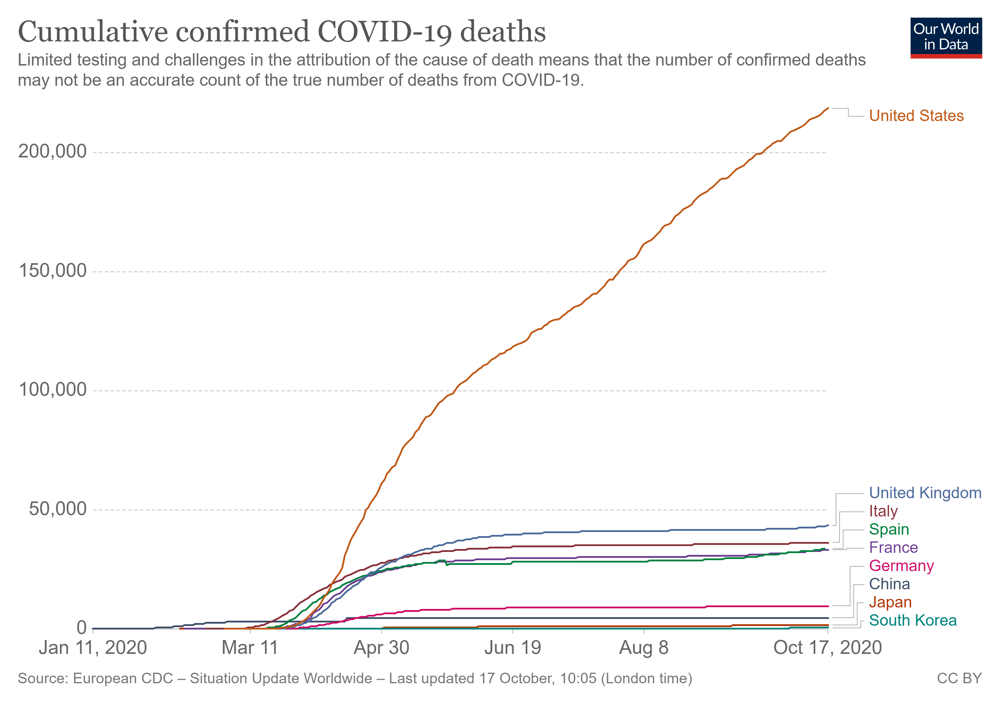 Cumulative confirmed COVID-19 deaths
Our World
in Data
Limited testing and challenges in the attribution of the cause of death means that the number of confirmed deaths
may not be an accurate count of the true number of deaths from COVID-19.
United States
200,000
150,000
100,000
United Kingdom
50,000
Italy
Spain
France
Germany
China
Japan
South Korea
0
Jan 11, 2020
Mar 11
Apr 30
Jun 19
Aug 8
Oct 17, 2020
Source: European CDC – Situation Update Worldwide – Last updated 17 October, 10:05 (London time)
CC BY